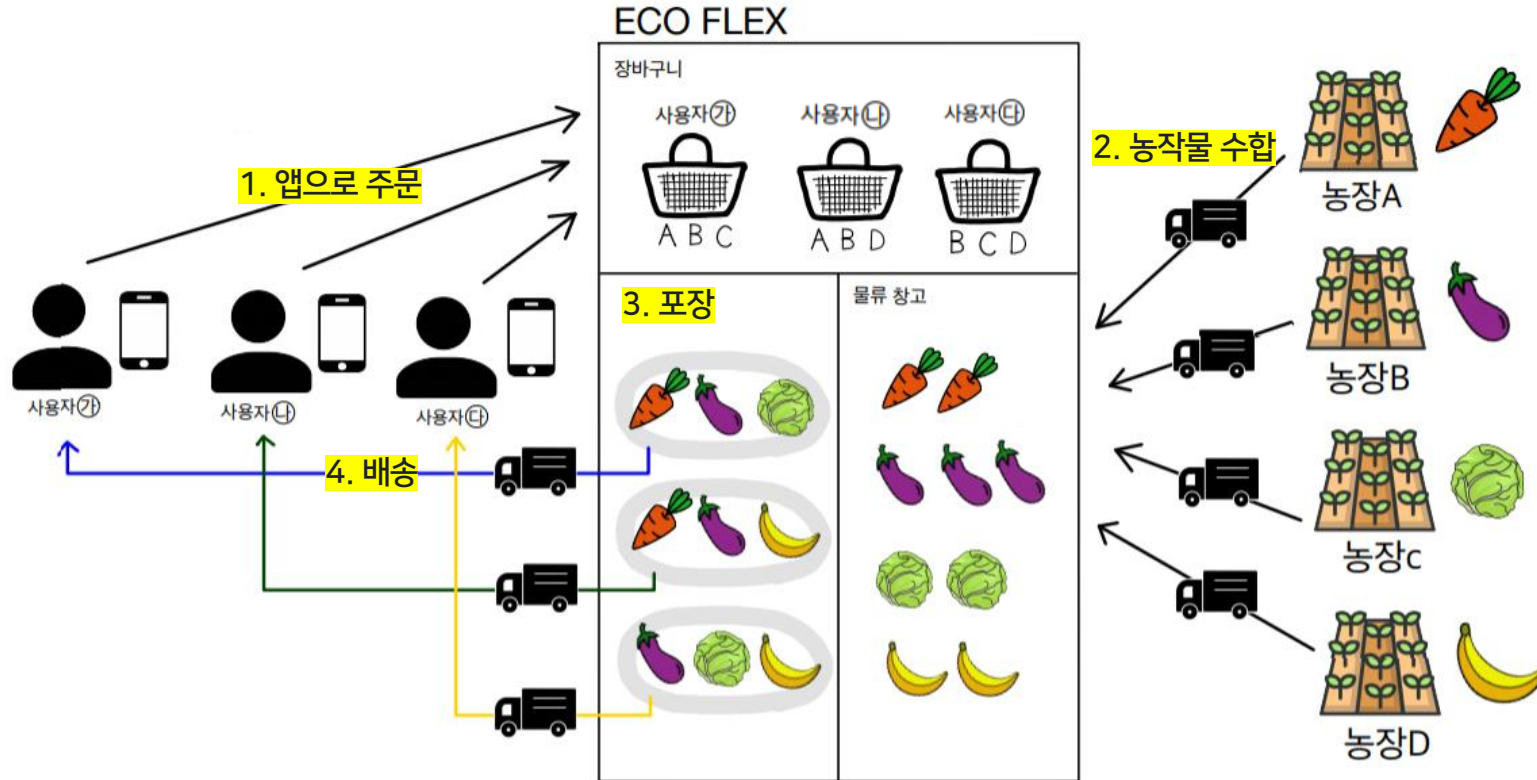 ECO FLEX
장바구니
사용자㉮
사용자㉯
사용자㉰
A B C
A B D
B C D
1. 앱으로 주문
사용자㉮
사용자㉯
사용자㉰
2. 농작물 수합
농장A
농장B
농장c
농장D
물류 창고
3. 포장
4. 배송